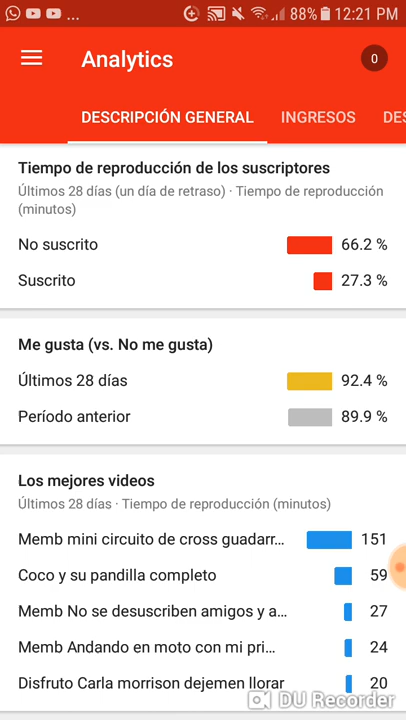 ... 88% 12:21 PM
Analytics 0
DESCRIPCIÓN GENERAL INGRESOS DES
Tiempo de reproducción de los suscriptores
Últimos 28 días (un día de retraso) · Tiempo de reproducción
(minutos)
No suscrito 66.2 %
Suscrito 27.3 %
Me gusta (vs. No me gusta)
Últimos 28 días 92.4 %
Período anterior 89.9 %
Los mejores videos
Últimos 28 días · Tiempo de reproducción (minutos)
Memb mini circuito de cross guadarr... 151
Coco y su pandilla completo 59
Memb No se desuscriben amigos y a... 27
Memb Andando en moto con mi pri... 24
Disfruto Carla morrison dejemen llorar 20
DU Recorder